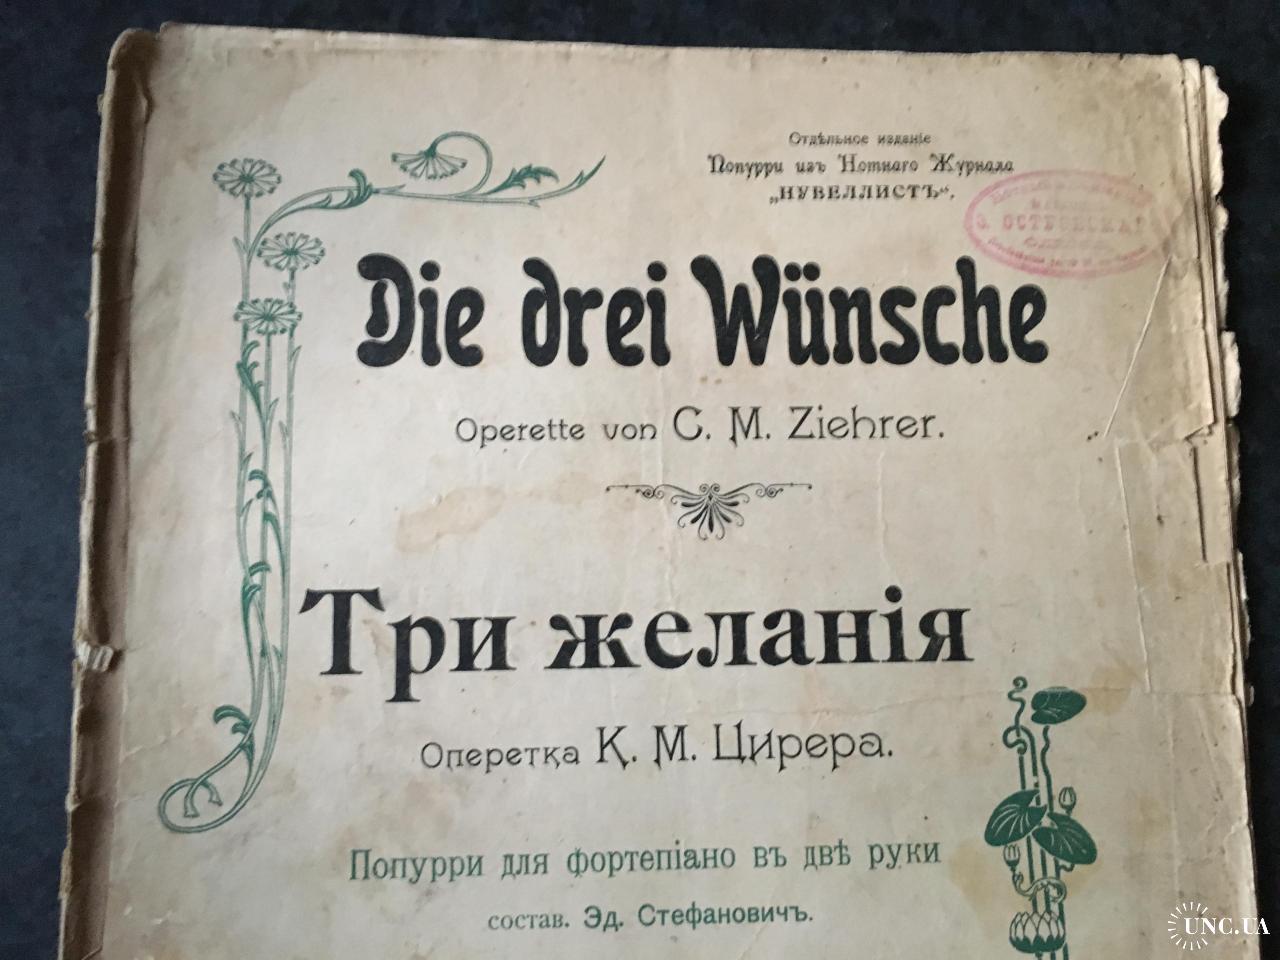 Отдѣльное изданіе
Попурри изъ Нотнаго Журнала
„НУВЕЛЛИСТЪ“.
Die drei Wünsche
Operette von C. M. Ziehrer.
Три желанія
Оперетка К. М. Цирера.
Попурри для фортепіано въ двѣ руки
состав. Эд. Стефановичъ.
UNC.UA